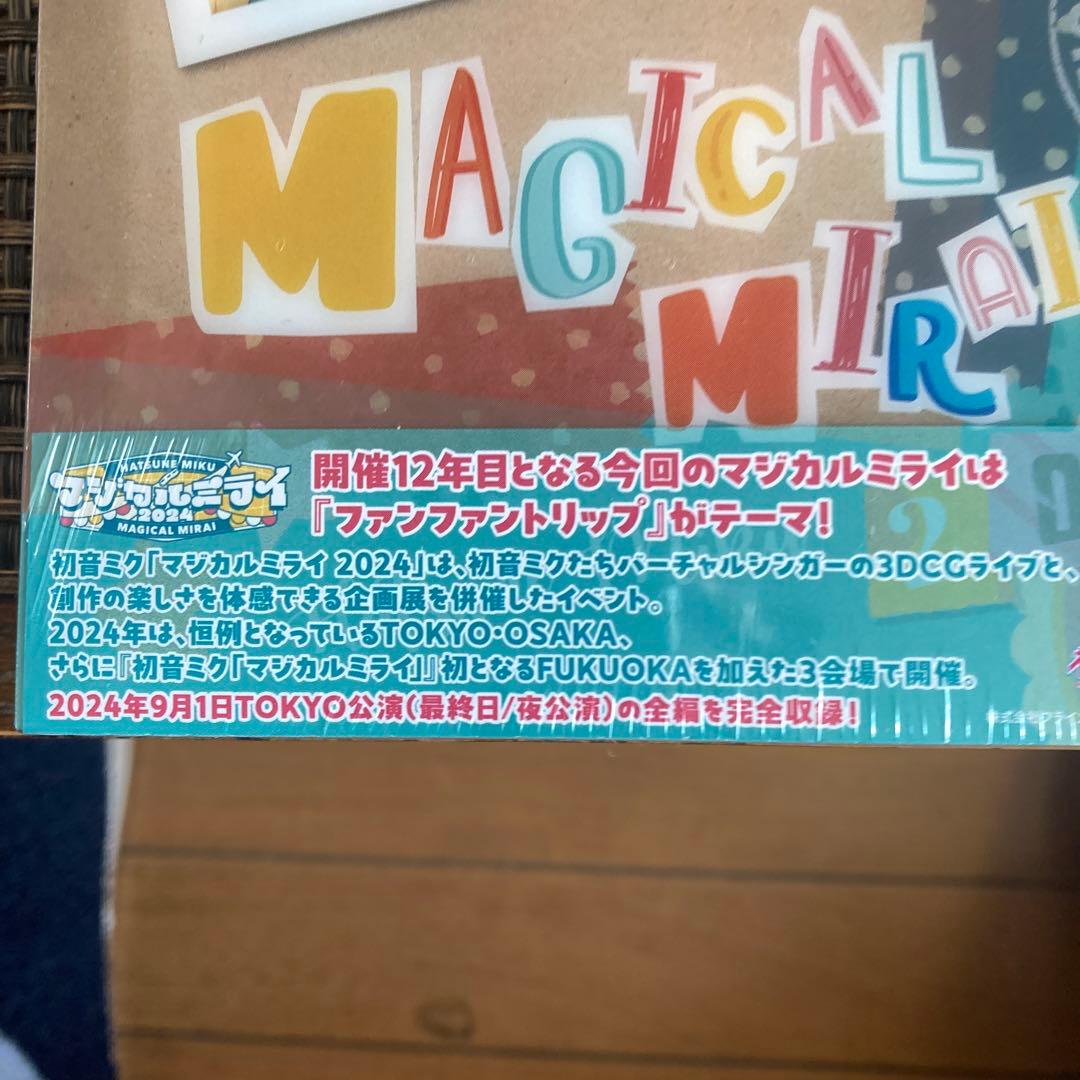 MAGICAL
MIRAI
HATSUNE MIKU
マジカルミライ
2024
MAGICAL MIRAI
開催12年目となる今回のマジカルミライは
『ファンファントリップ』がテーマ!
初音ミク「マジカルミライ 2024」は、初音ミクたちバーチャルシンガーの3DCGライブと、
創作の楽しさを体感できる企画展を併催したイベント。
2024年は、恒例となっているTOKYO・OSAKA、
さらに『初音ミク「マジカルミライ」』初となるFUKUOKAを加えた3会場で開催。
2024年9月1日TOKYO公演(最終日/夜公演)の全編を完全収録!
2